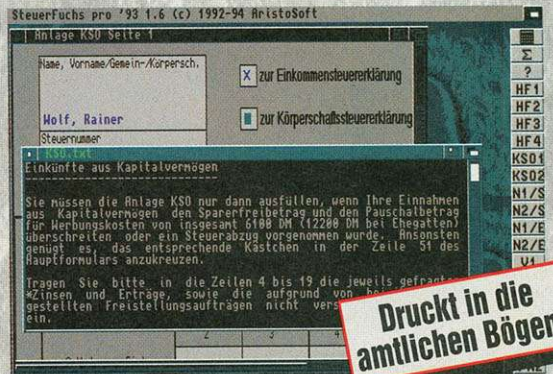 SteuerFuchs pro '93 1.6 (c) 1992-94 AristoSoft
Anlage KSO Seite 1
Name, Vorname/Gemein-/Körpersch.
Wolf, Rainer
Steuernummer
X zur Einkommensteuererklärung
zur Körperschaftssteuererklärung
Σ
?
HF1
HF2
HF3
HF4
KSO1
KSO2
N1/S
N2/S
N1/E
N2/E
V1
KSO.txt
Einkünfte aus Kapitalvermögen
Sie müssen die Anlage KSO nur dann ausfüllen, wenn Ihre Einnahmen
aus Kapitalvermögen den Sparerfreibetrag und den Pauschalbetrag
für Werbungskosten von insgesamt 6100 DM (12200 DM bei Ehegatten)
überschreiten oder ein Steuerabzug vorgenommen wurde. Ansonsten
genügt es, das entsprechende Kästchen in der Zeile 51 des
Hauptformulars anzukreuzen.
Tragen Sie bitte in die Zeilen 4 bis 19 die jeweils
*Zinsen und Erträge, sowie die aufgrund von
gestellten Freistellungsaufträgen nicht
ein.
2 3
Druckt in die
amtlichen Bögen